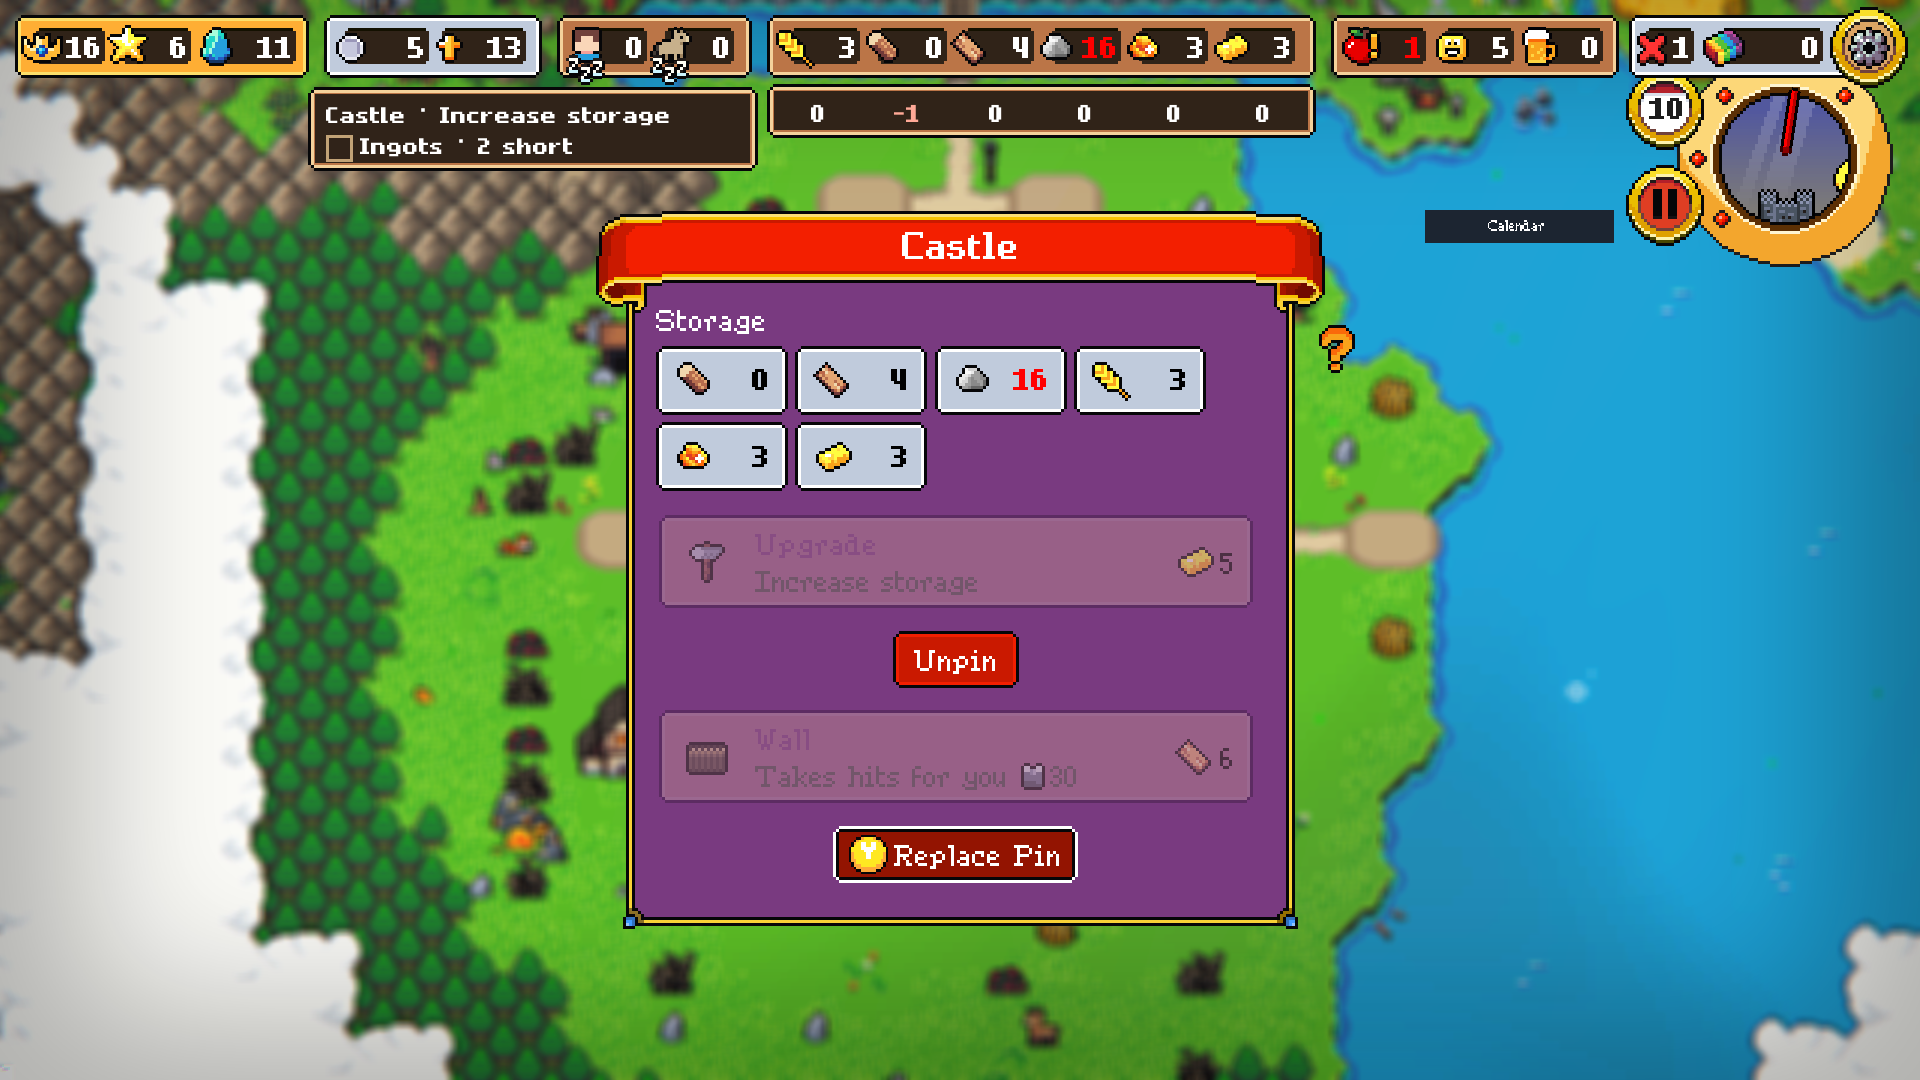 16 6 11 5 13 0 0 3 0 4 16 3 3 1 5 0 1 0
zzz zzz
Castle · Increase storage
Ingots · 2 short
0 -1 0 0 0 0
10
Calendar
Castle
Storage
0 4 16 3
3 3
Upgrade
Increase storage
5
Unpin
Wall
Takes hits for you 30
6
Y Replace Pin